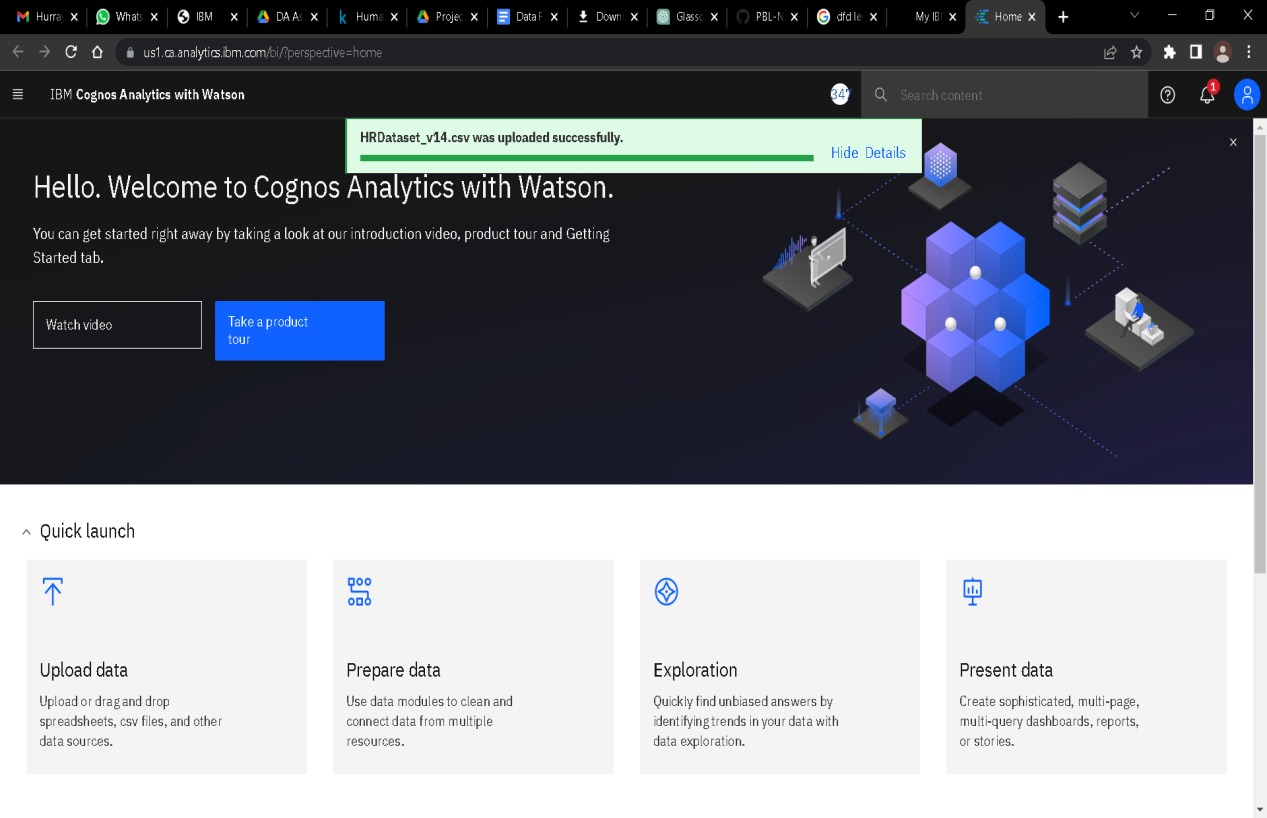 Hurray
Whats
IBM
DA As
Huma
Projec
Data P
Downl
Glassd
PBL-N
dfd le
My IB
Home
us1.ca.analytics.ibm.com/bi/?perspective=home
IBM Cognos Analytics with Watson
Search content
1
HRDataset_v14.csv was uploaded successfully.
Hide Details
Hello. Welcome to Cognos Analytics with Watson.
You can get started right away by taking a look at our introduction video, product tour and Getting
Started tab.
Watch video
Take a product
tour
Quick launch
Upload data
Upload or drag and drop
spreadsheets, csv files, and other
data sources.
Prepare data
Use data modules to clean and
connect data from multiple
resources.
Exploration
Quickly find unbiased answers by
identifying trends in your data with
data exploration.
Present data
Create sophisticated, multi-page,
multi-query dashboards, reports,
or stories.